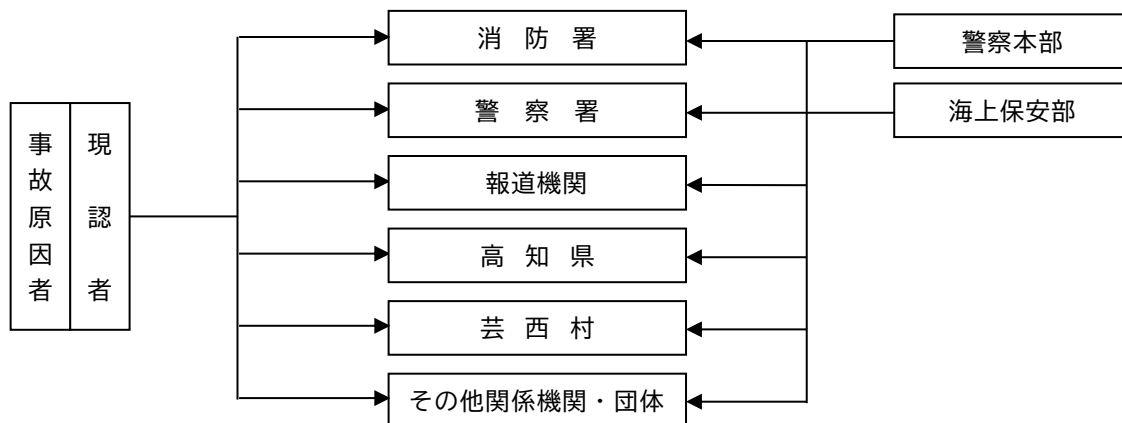 事故原因者
現認者
消防署
警察署
報道機関
高知県
芸西村
その他関係機関・団体
警察本部
海上保安部